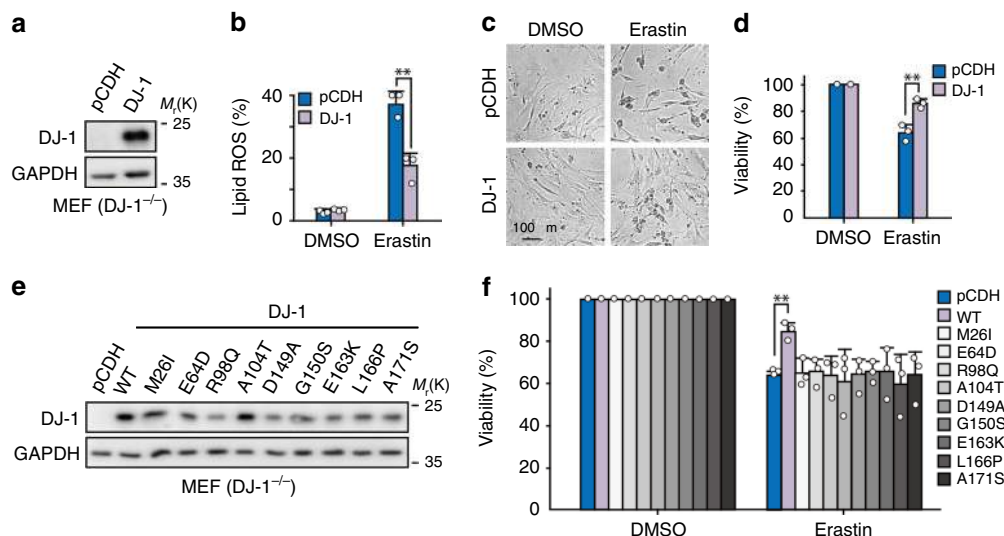 a
pCDH
DJ-1
Mr(K)
DJ-1
25
GAPDH
35
MEF (DJ-1−/−)
b
**
pCDH
DJ-1
Lipid ROS (%)
40
20
0
DMSO
Erastin
c
DMSO
Erastin
pCDH
DJ-1
100 m
d
**
pCDH
DJ-1
Viability (%)
100
80
60
40
20
0
DMSO
Erastin
e
DJ-1
pCDH
WT
M26I
E64D
R98Q
A104T
D149A
G150S
E163K
L166P
A171S
Mr(K)
DJ-1
25
GAPDH
35
MEF (DJ-1−/−)
f
**
Viability (%)
100
80
60
40
20
0
DMSO
Erastin
pCDH
WT
M26I
E64D
R98Q
A104T
D149A
G150S
E163K
L166P
A171S